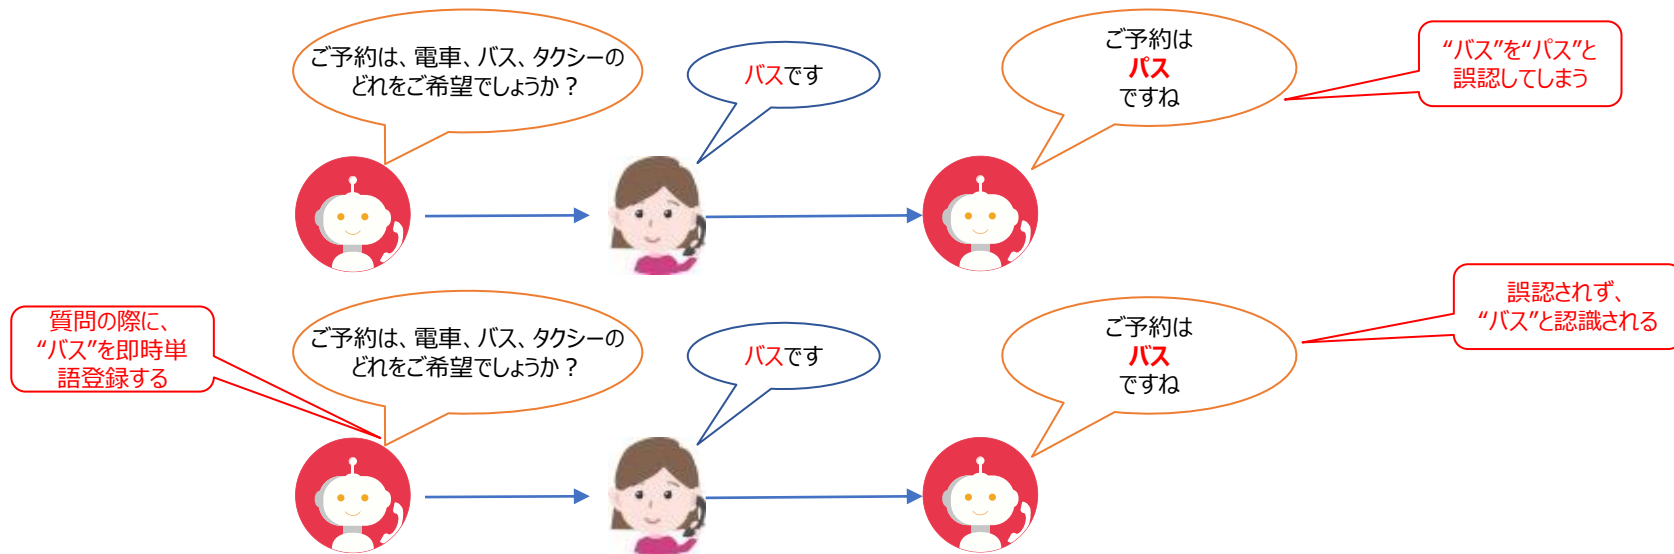 ご予約は、電車、バス、タクシーの
どれをご希望でしょうか？
バスです
ご予約は
パス
ですね
“バス”を“パス”と
誤認してしまう
質問の際に、
“バス”を即時単
語登録する
ご予約は、電車、バス、タクシーの
どれをご希望でしょうか？
バスです
ご予約は
バス
ですね
誤認されず、
“バス”と認識される